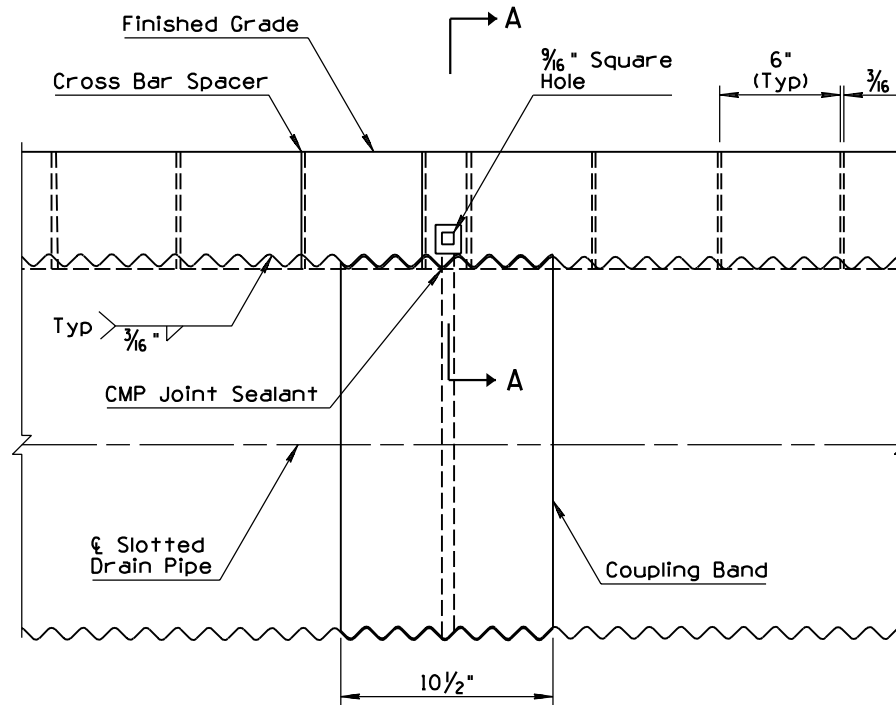 Finished Grade
A
9/16" Square
Hole
6"
(Typ)
3/16
Cross Bar Spacer
Typ
3/16"
A
CMP Joint Sealant
℄ Slotted
Drain Pipe
Coupling Band
10 1/2"